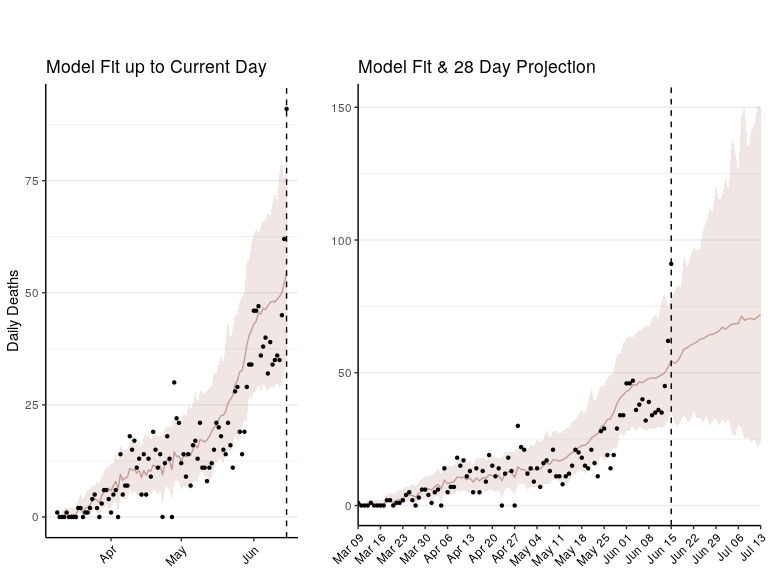 Model Fit up to Current Day
Model Fit & 28 Day Projection
Daily Deaths
75
50
25
0
Apr
May
Jun
150
100
50
0
Mar 09
Mar 16
Mar 23
Mar 30
Apr 06
Apr 13
Apr 20
Apr 27
May 04
May 11
May 18
May 25
Jun 01
Jun 08
Jun 15
Jun 22
Jun 29
Jul 06
Jul 13